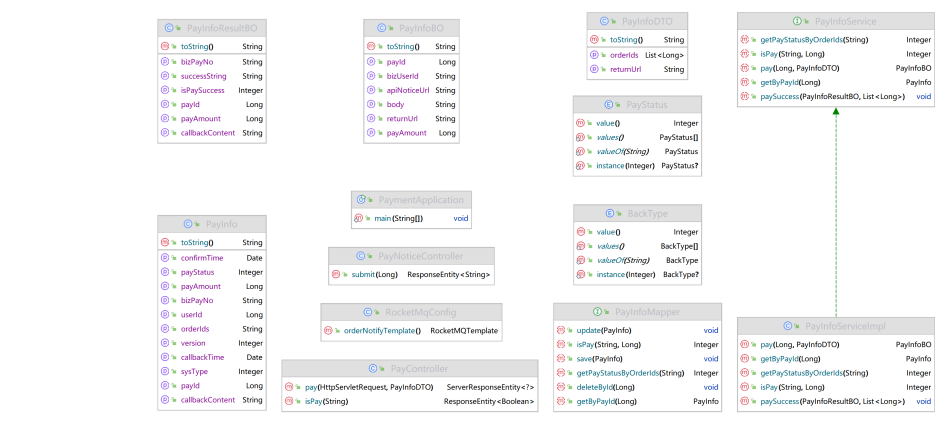 PayInfoResultBO
toString() String
bizPayNo String
successString String
isPaySuccess Integer
payId Long
payAmount Long
callbackContent String
PayInfoBO
toString() String
payId Long
bizUserId String
apiNoticeUrl String
body String
returnUrl String
payAmount Long
PayInfoDTO
toString() String
orderIds List<Long>
returnUrl String
PayInfoService
getPayStatusByOrderIds(String) Integer
isPay(String, Long) Integer
pay(Long, PayInfoDTO) PayInfoBO
getByPayId(Long) PayInfo
paySuccess(PayInfoResultBO, List<Long>) void
PayStatus
value() Integer
values() PayStatus[]
valueOf(String) PayStatus
instance(Integer) PayStatus?
PaymentApplication
main(String[]) void
BackType
value() Integer
values() BackType[]
valueOf(String) BackType
instance(Integer) BackType?
PayInfo
toString() String
confirmTime Date
payStatus Integer
payAmount Long
bizPayNo String
userId Long
orderIds String
version Integer
callbackTime Date
sysType Integer
payId Long
callbackContent String
PayNoticeController
submit(Long) ResponseEntity<String>
RocketMqConfig
orderNotifyTemplate() RocketMQTemplate
PayController
pay(HttpServletRequest, PayInfoDTO) ServerResponseEntity<?>
isPay(String) ResponseEntity<Boolean>
PayInfoMapper
update(PayInfo) void
isPay(String, Long) Integer
save(PayInfo) void
getPayStatusByOrderIds(String) Integer
deleteById(Long) void
getByPayId(Long) PayInfo
PayInfoServiceImpl
pay(Long, PayInfoDTO) PayInfoBO
getByPayId(Long) PayInfo
getPayStatusByOrderIds(String) Integer
isPay(String, Long) Integer
paySuccess(PayInfoResultBO, List<Long>) void